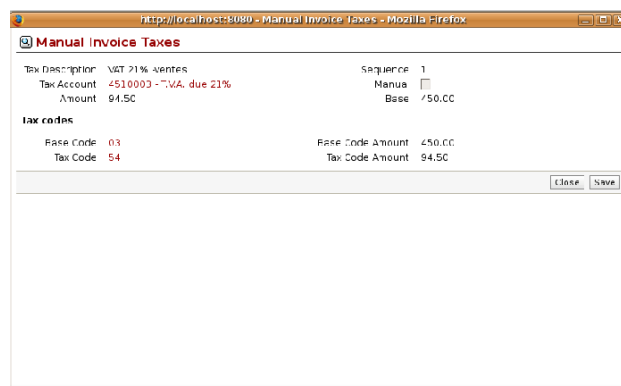 http://localhost:8080 - Manual Invoice Taxes - Mozilla Firefox
Manual Invoice Taxes
Tax Description VAT 21% -ventes Sequence 1
Tax Account 4510003 - T.V.A. due 21% Manual
Amount 94.50 Base 450.00
Tax codes
Base Code 03 Base Code Amount 450.00
Tax Code 54 Tax Code Amount 94.50
Close Save